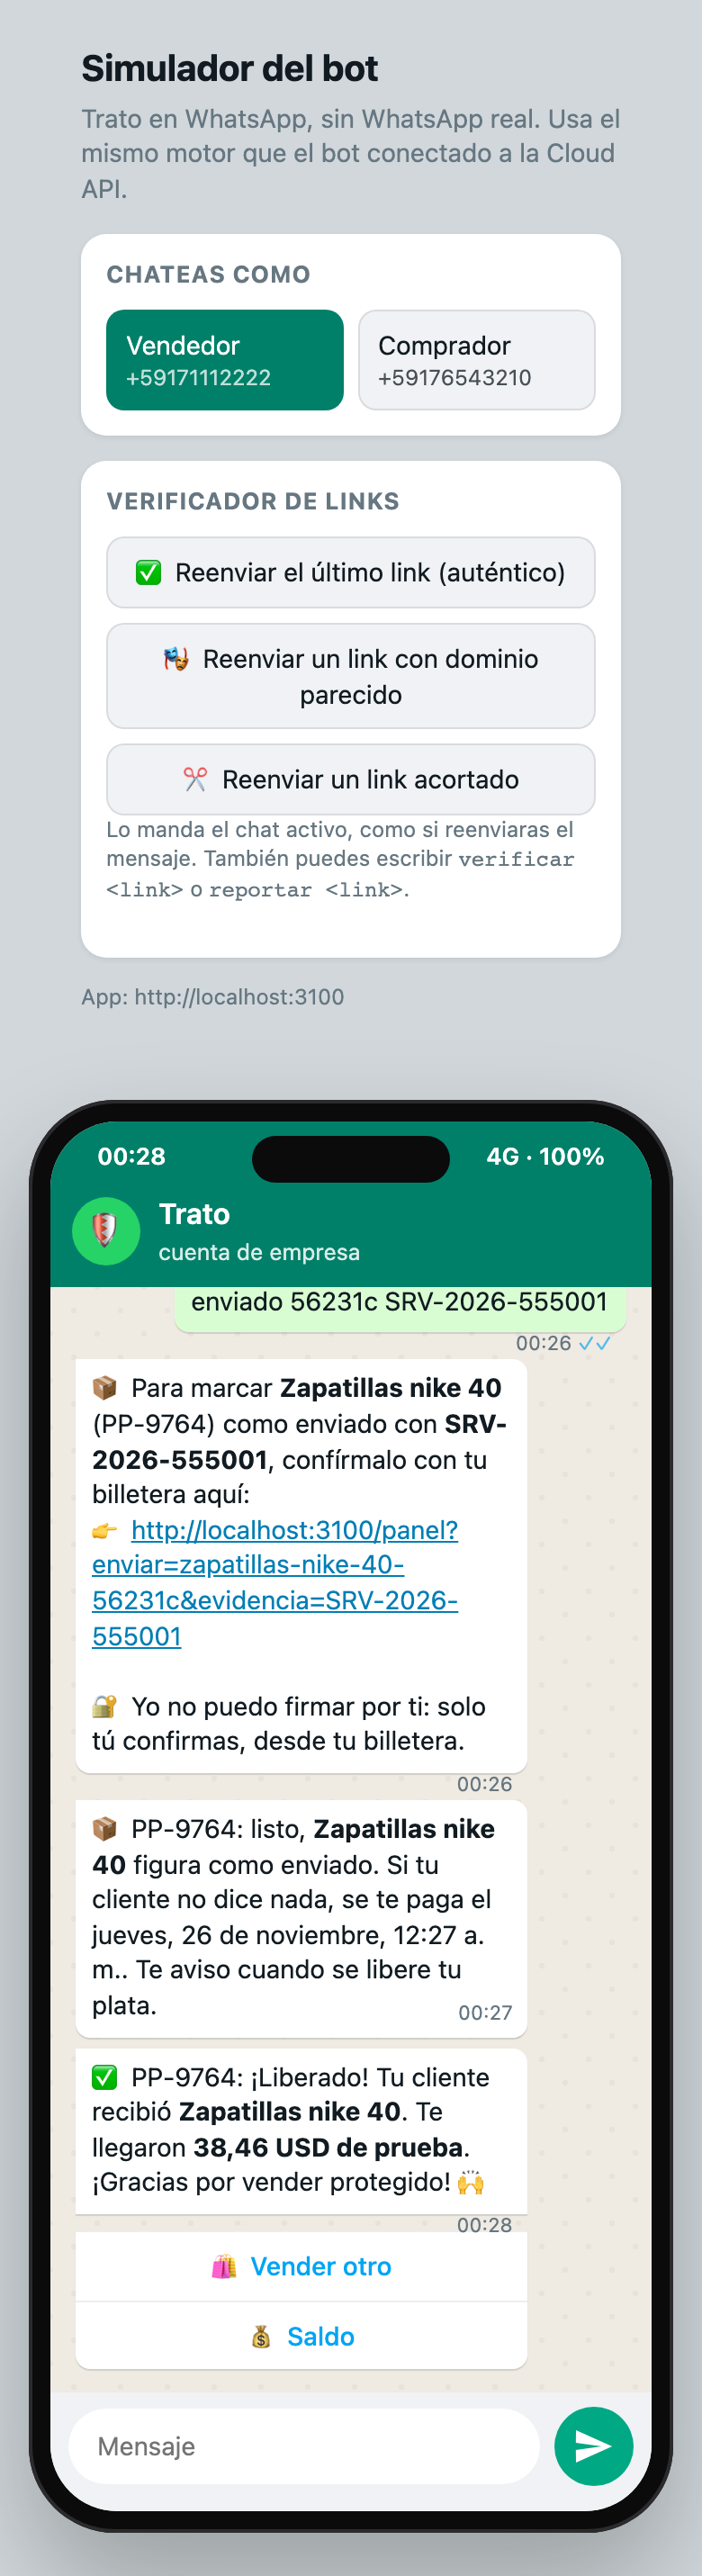 Simulador del bot
Trato en WhatsApp, sin WhatsApp real. Usa el
mismo motor que el bot conectado a la Cloud
API.
CHATEAS COMO
Vendedor
+59171112222
Comprador
+59176543210
VERIFICADOR DE LINKS
✅ Reenviar el último link (auténtico)
🎭 Reenviar un link con dominio
parecido
✂️ Reenviar un link acortado
Lo manda el chat activo, como si reenviaras el
mensaje. También puedes escribir verificar
<link> o reportar <link>.
App: http://localhost:3100
00:28
4G · 100%
Trato
cuenta de empresa
enviado 56231c SRV-2026-555001
00:26 ✓✓
📦 Para marcar Zapatillas nike 40
(PP-9764) como enviado con SRV-
2026-555001, confírmalo con tu
billetera aquí:
👉 http://localhost:3100/panel?
enviar=zapatillas-nike-40-
56231c&evidencia=SRV-2026-
555001
🔐 Yo no puedo firmar por ti: solo
tú confirmas, desde tu billetera.
00:26
📦 PP-9764: listo, Zapatillas nike
40 figura como enviado. Si tu
cliente no dice nada, se te paga el
jueves, 26 de noviembre, 12:27 a.
m.. Te aviso cuando se libere tu
plata.
00:27
✅ PP-9764: ¡Liberado! Tu cliente
recibió Zapatillas nike 40. Te
llegaron 38,46 USD de prueba.
¡Gracias por vender protegido! 🙌
00:28
🛍️ Vender otro
💰 Saldo
Mensaje